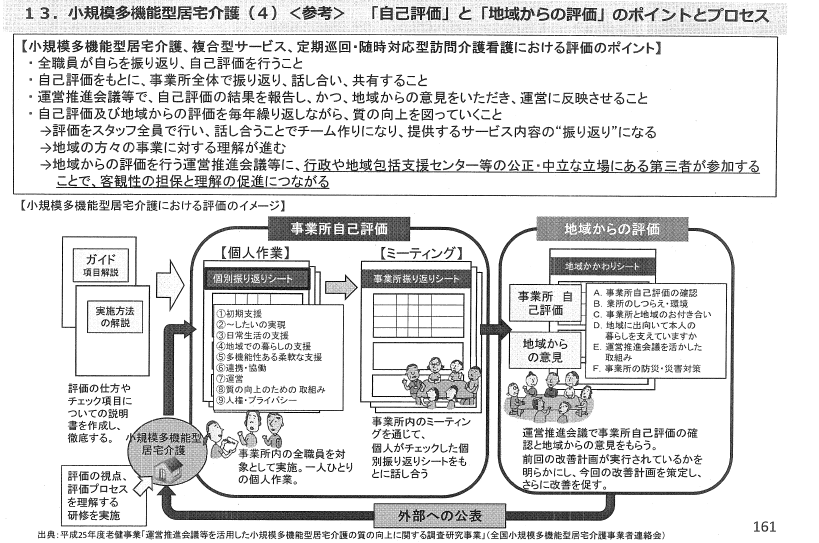 １３．小規模多機能型居宅介護（４）＜参考＞　「自己評価」と「地域からの評価」のポイントとプロセス
【小規模多機能型居宅介護、複合型サービス、定期巡回・随時対応型訪問介護看護における評価のポイント】
・全職員が自らを振り返り、自己評価を行うこと
・自己評価をもとに、事業所全体で振り返り、話し合い、共有すること
・運営推進会議等で、自己評価の結果を報告し、かつ、地域からの意見をいただき、運営に反映させること
・自己評価及び地域からの評価を毎年繰り返しながら、質の向上を図っていくこと
→評価をスタッフ全員で行い、話し合うことでチーム作りになり、提供するサービス内容の“振り返り”になる
→地域の方々の事業に対する理解が進む
→地域からの評価を行う運営推進会議等に、行政や地域包括支援センター等の公正・中立な立場にある第三者が参加する
ことで、客観性の担保と理解の促進につながる
【小規模多機能型居宅介護における評価のイメージ】
ガイド
項目解説
実施方法
の解説
評価の仕方や
チェック項目に
ついての説明
書を作成し、
徹底する。
小規模多機能型
居宅介護
評価の視点、
評価プロセス
を理解する
研修を実施
事業所自己評価
【個人作業】
個別振り返りシート
①初期支援
②～したいの実現
③日常生活の支援
④地域での暮らしの支援
⑤多機能性ある柔軟な支援
⑥連携・協働
⑦運営
⑧質の向上のための 取組み
⑨人権・プライバシー
事業所内の全職員を対
象として実施。一人ひとり
の個人作業。
【ミーティング】
事業所振り返りシート
事業所内のミーティン
グを通じて、
個人がチェックした個
別振り返りシートをも
とに話し合う
地域からの評価
地域かかわりシート
事業所　自
己評価
地域から
の意見
A. 事業所自己評価の確認
B. 業所のしつらえ・環境
C. 事業所と地域のお付き合い
D. 地域に出向いて本人の
暮らしを支えていますか
E. 運営推進会議を活かした
取組み
F. 事業所の防災・災害対策
運営推進会議で事業所自己評価の確
認と地域からの意見をもらう。
前回の改善計画が実行されているかを
明らかにし、今回の改善計画を策定し、
さらに改善を促す。
外部への公表
161
出典：平成25年度老健事業「運営推進会議等を活用した小規模多機能型居宅介護の質の向上に関する調査研究事業」（全国小規模多機能型居宅介護事業者連絡会）